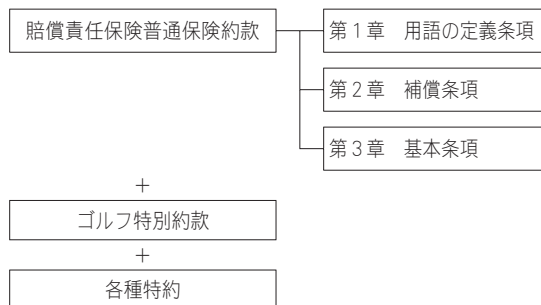 賠償責任保険普通保険約款
第1章　用語の定義条項
第2章　補償条項
第3章　基本条項
＋
ゴルフ特別約款
＋
各種特約